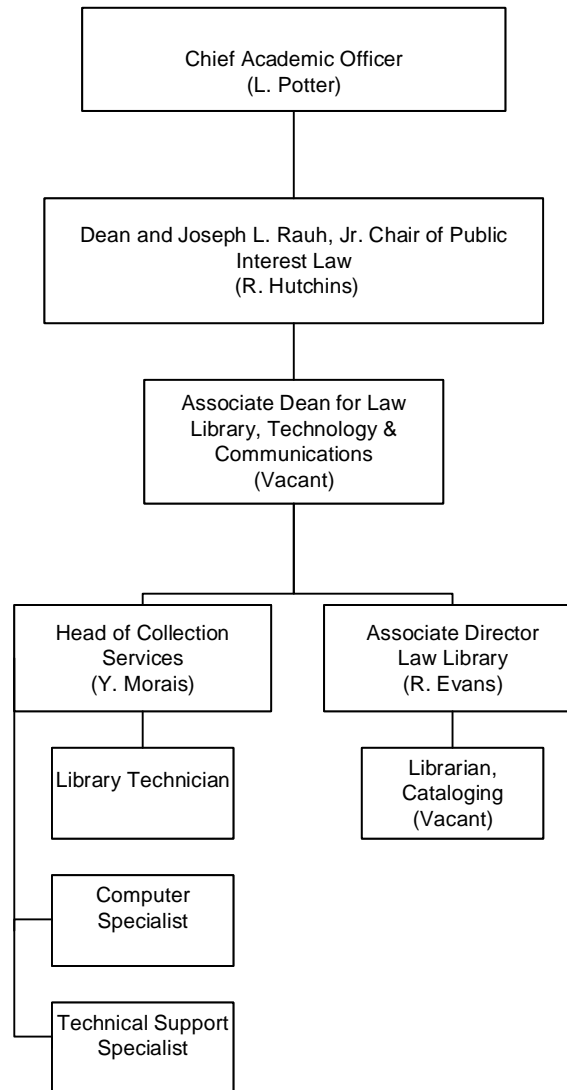 Chief Academic Officer
(L. Potter)
Dean and Joseph L. Rauh, Jr. Chair of Public
Interest Law
(R. Hutchins)
Associate Dean for Law
Library, Technology &
Communications
(Vacant)
Head of Collection
Services
(Y. Morais)
Associate Director
Law Library
(R. Evans)
Library Technician
Librarian,
Cataloging
(Vacant)
Computer
Specialist
Technical Support
Specialist